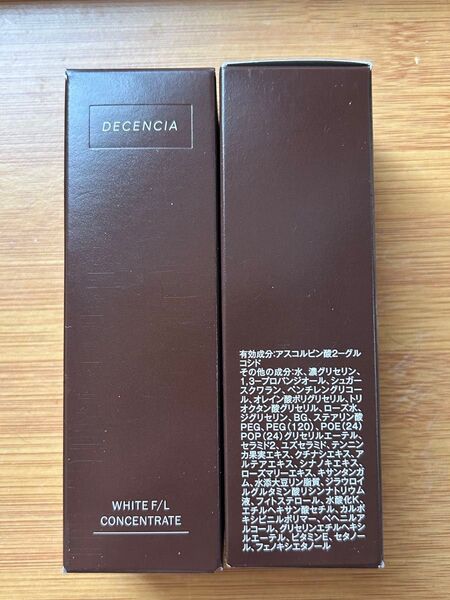 DECENCIA
WHITE F/L
CONCENTRATE
有効成分:アスコルビン酸2ーグル
コシド
その他の成分:水、濃グリセリン、
1,3ープロパンジオール、シュガー
スクワラン、ペンチレングリコー
ル、オレイン酸ポリグリセリル、トリ
オクタン酸グリセリル、ローズ水、
ジグリセリン、BG、ステアリン酸
PEG、PEG(120)、POE(24)
POP(24)グリセリルエーテル、
セラミド2、ユズセラミド、テンニン
カ果実エキス、クチナシエキス、ア
ルテアエキス、シナノキエキス、
ローズマリーエキス、キサンタンガ
ム、水添大豆リン脂質、ジラウロイ
ルグルタミン酸リシンナトリウム
液、フィトステロール、水酸化K、
エチルヘキサン酸セチル、カルボ
キシビニルポリマー、ベヘニルア
ルコール、グリセリンエチルヘキシ
ルエーテル、ビタミンE、セタノー
ル、フェノキシエタノール